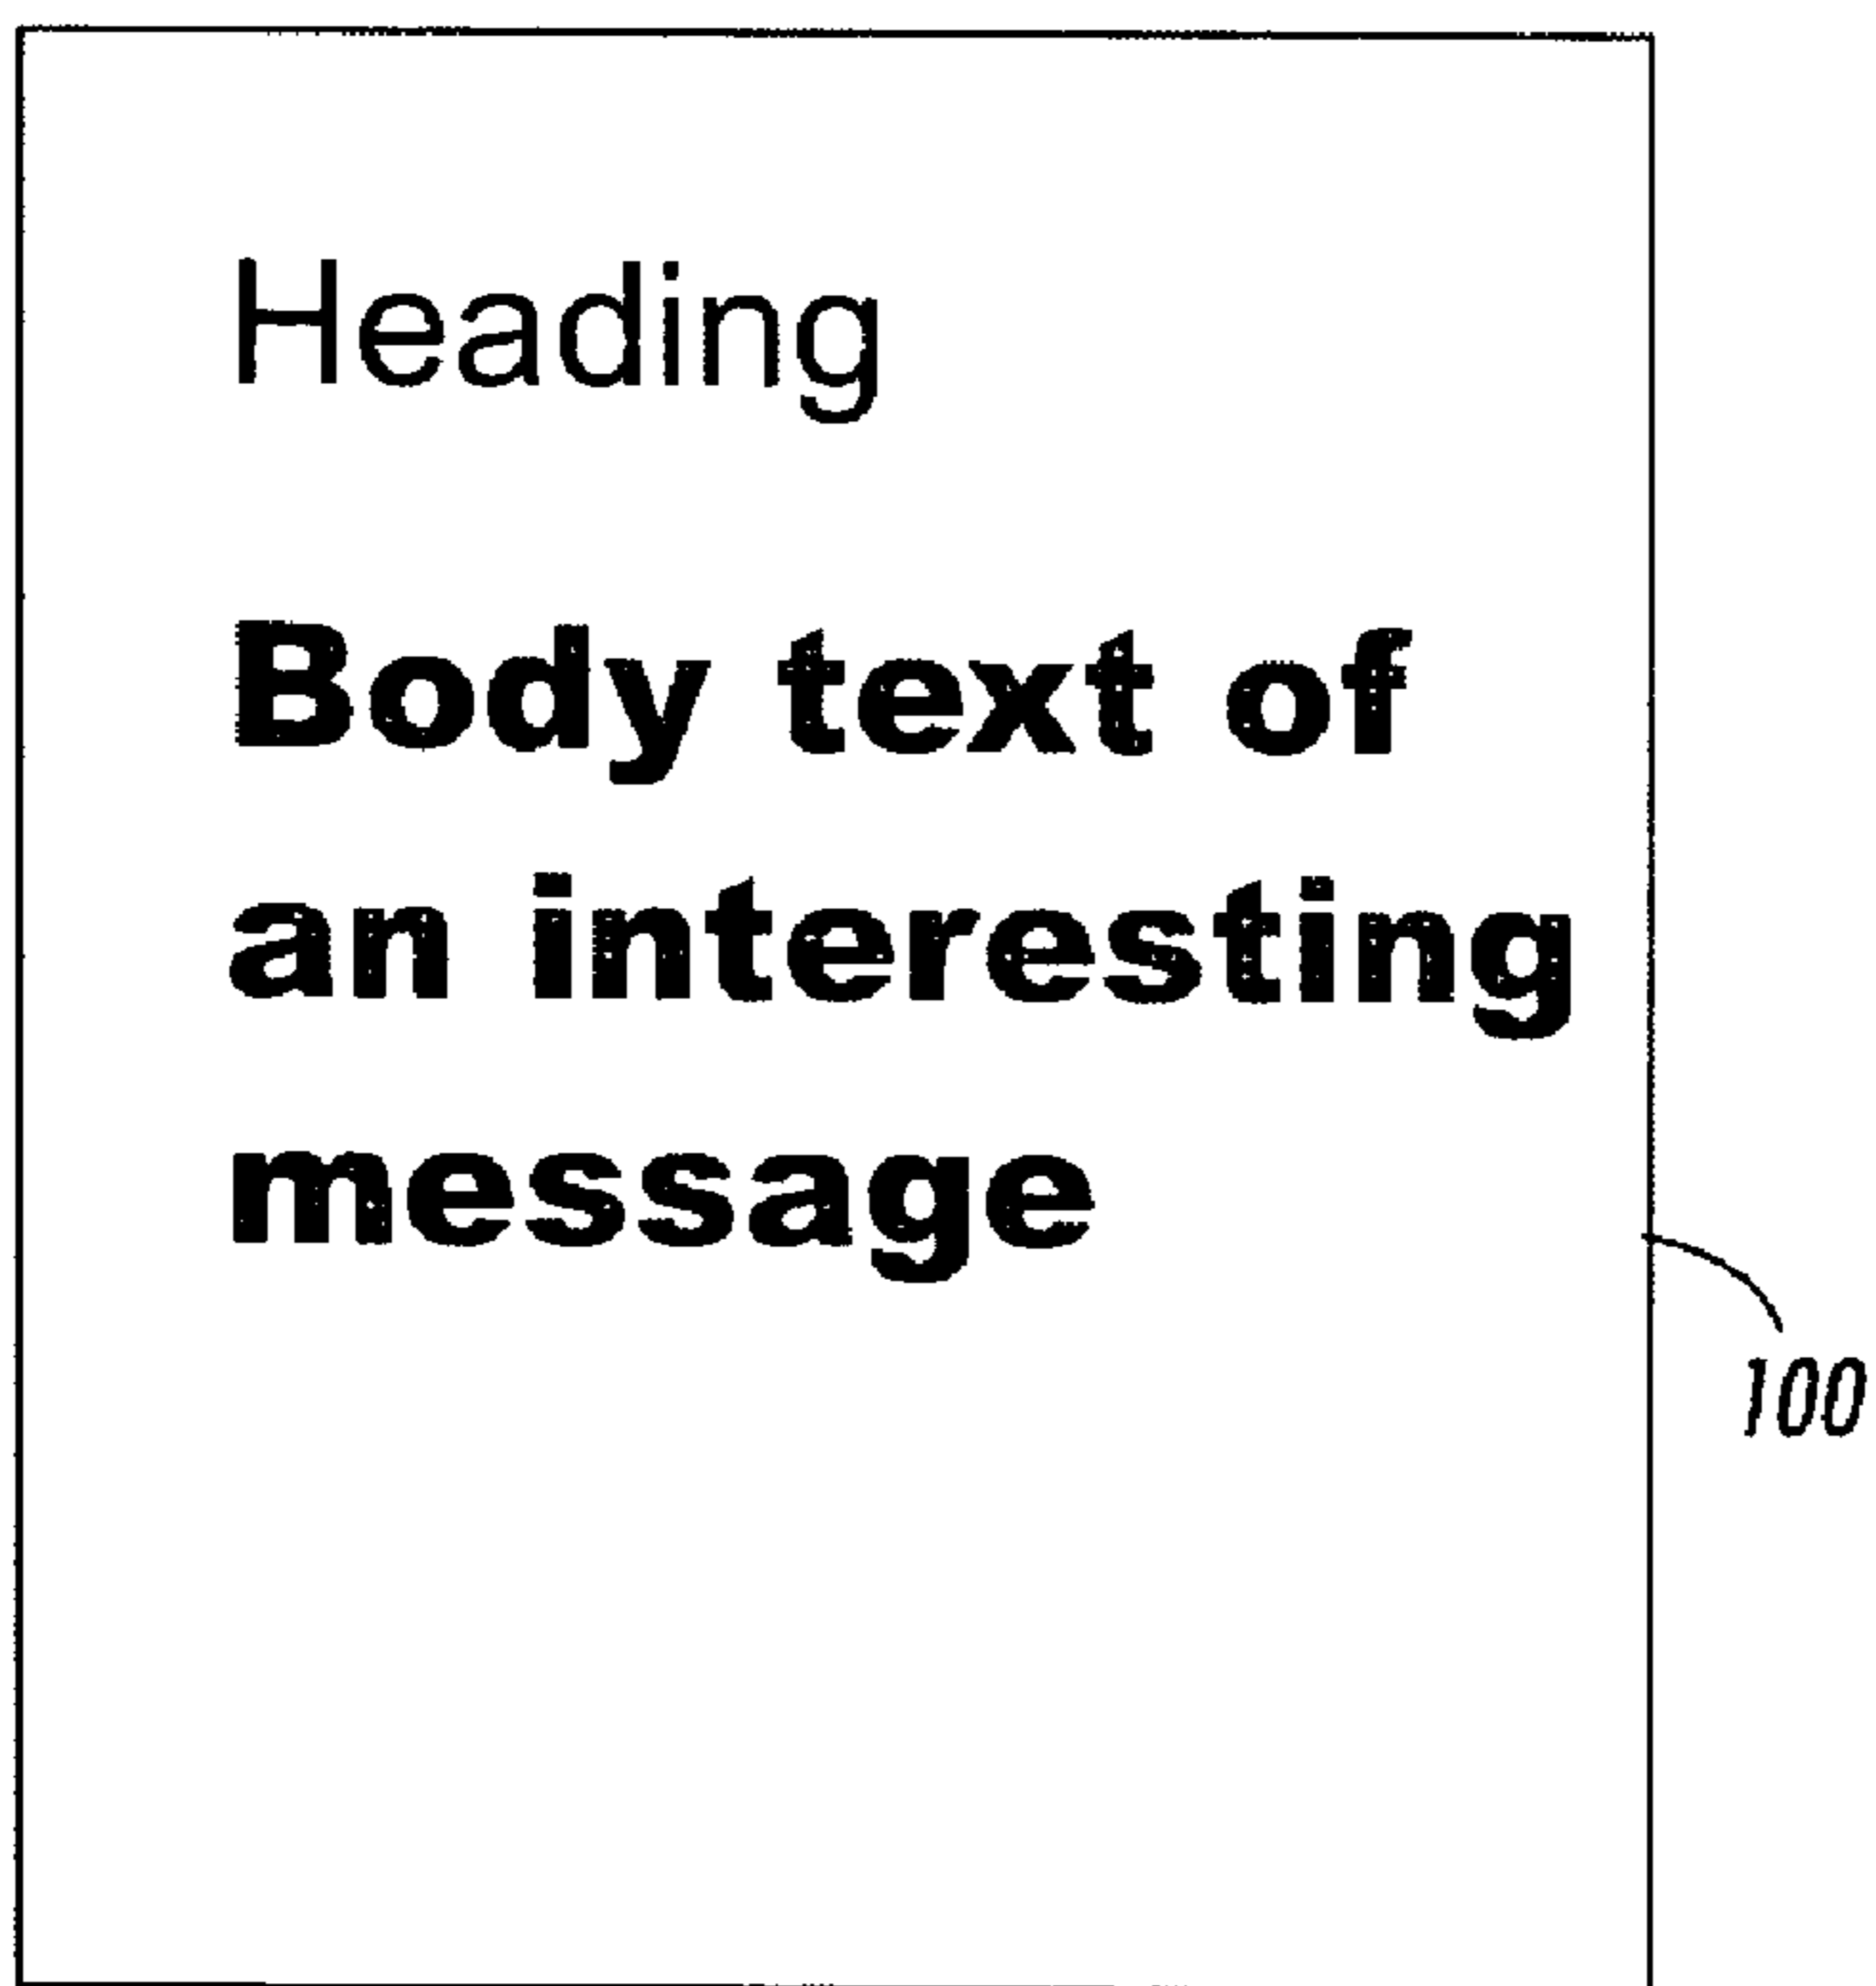 Heading
Body text of
an interesting
message
100